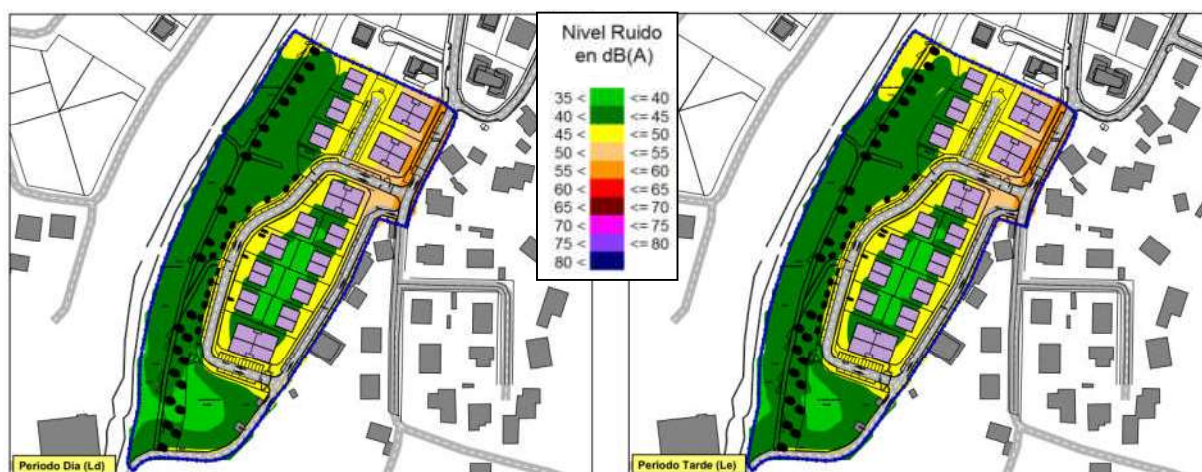 Nivel Ruido
en dB(A)
35 < <= 40
40 < <= 45
45 < <= 50
50 < <= 55
55 < <= 60
60 < <= 65
65 < <= 70
70 < <= 75
75 < <= 80
80 <
Periodo Día (Ld)
Periodo Tarde (Le)